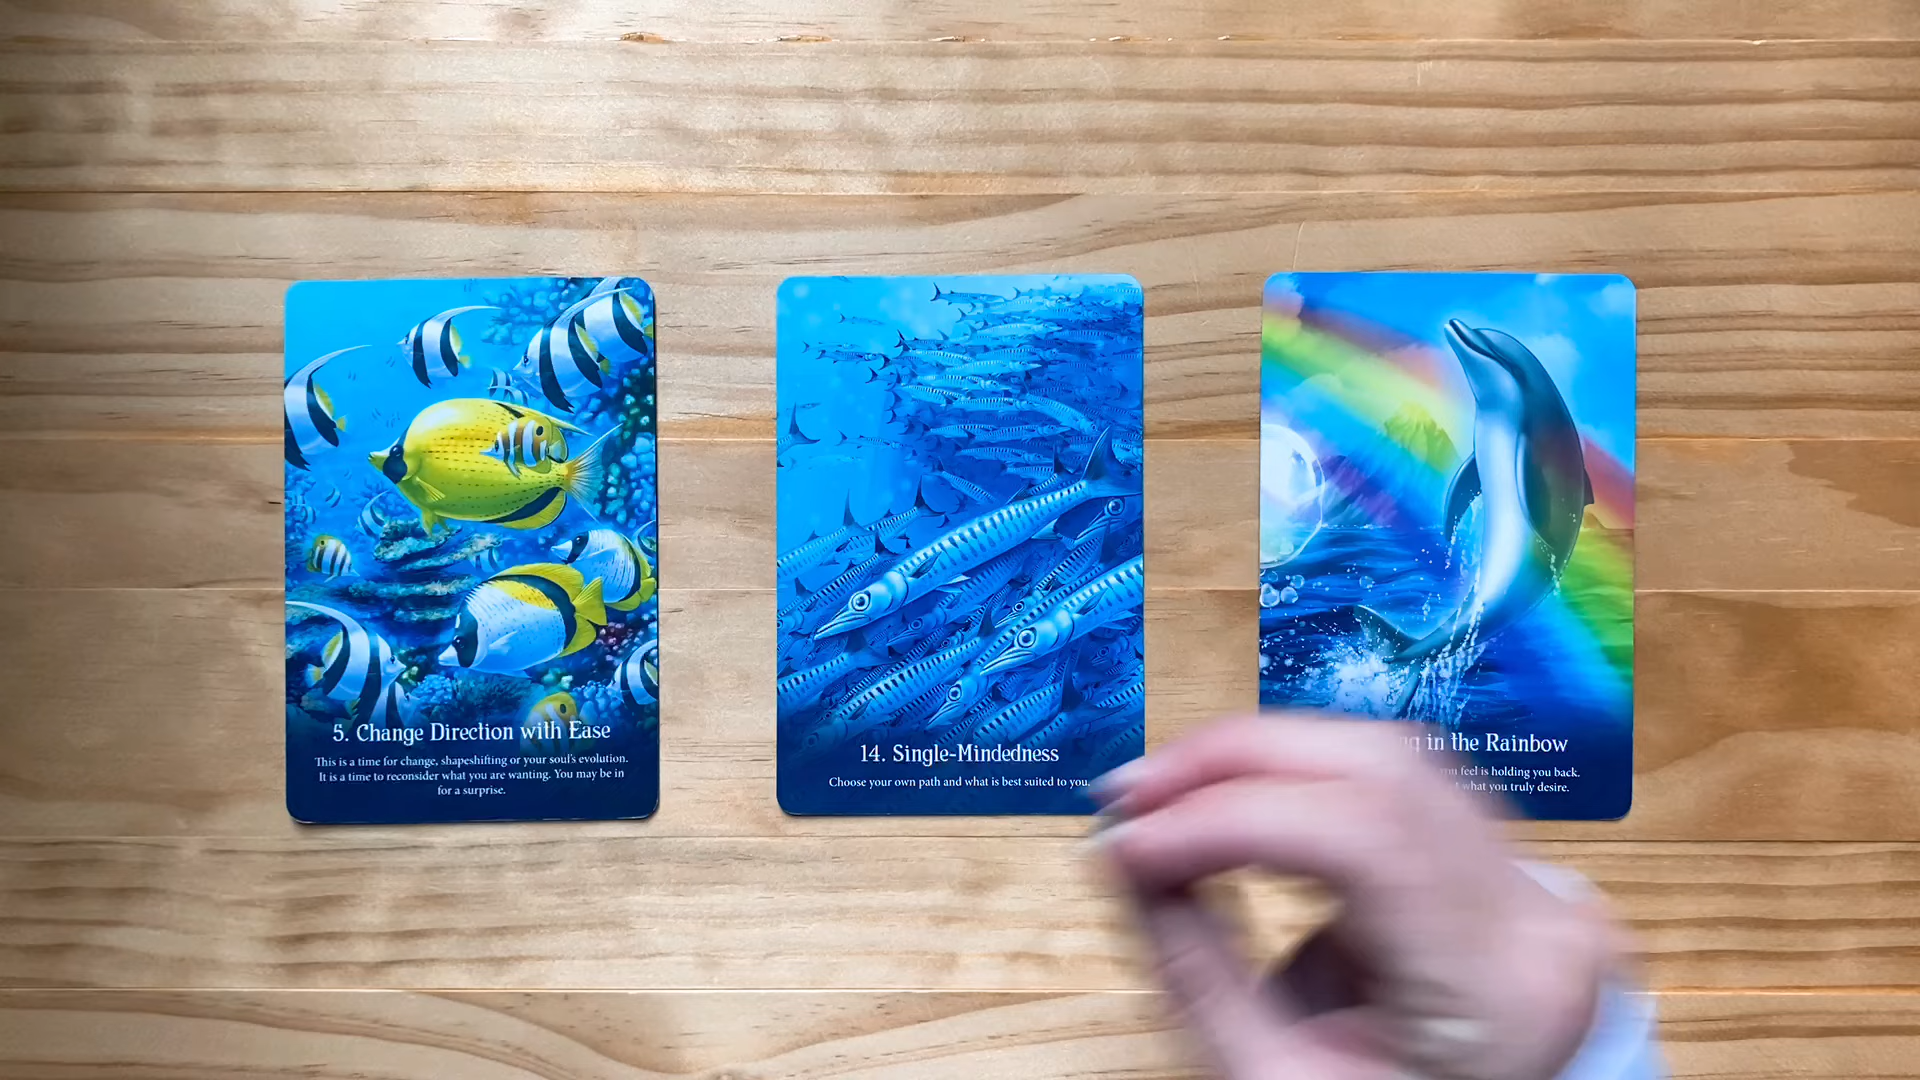 5. Change Direction with Ease
This is a time for change, shapeshifting or your soul's evolution.
It is a time to reconsider what you are wanting. You may be in
for a surprise.
14. Single-Mindedness
Choose your own path and what is best suited to you.
in the Rainbow
you feel is holding you back.
what you truly desire.